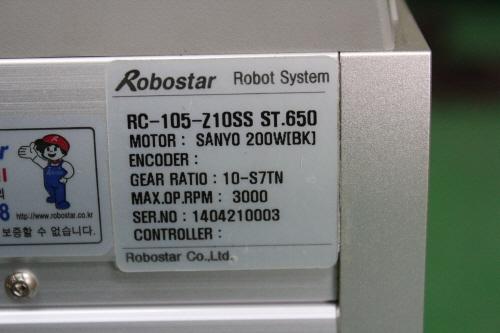 Robostar Robot System
RC-105-Z10SS ST.650
MOTOR : SANYO 200W[BK]
ENCODER :
GEAR RATIO : 10-S7TN
MAX.OP.RPM : 3000
SER.NO : 1404210003
CONTROLLER :
Robostar Co.,Ltd.
8
http://www.robostar.co.kr
보증할 수 없습니다.